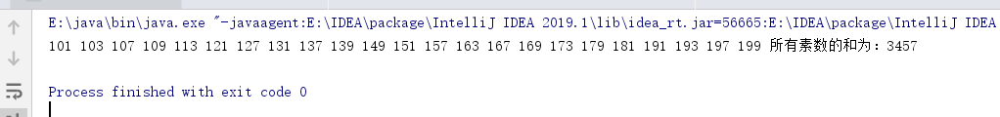 E:\java\bin\java.exe "-javaagent:E:\IDEA\package\IntelliJ IDEA 2019.1\lib\idea_rt.jar=56665:E:\IDEA\package\IntelliJ IDEA
101 103 107 109 113 121 127 131 137 139 149 151 157 163 167 169 173 179 181 191 193 197 199 所有素数的和为：3457
Process finished with exit code 0